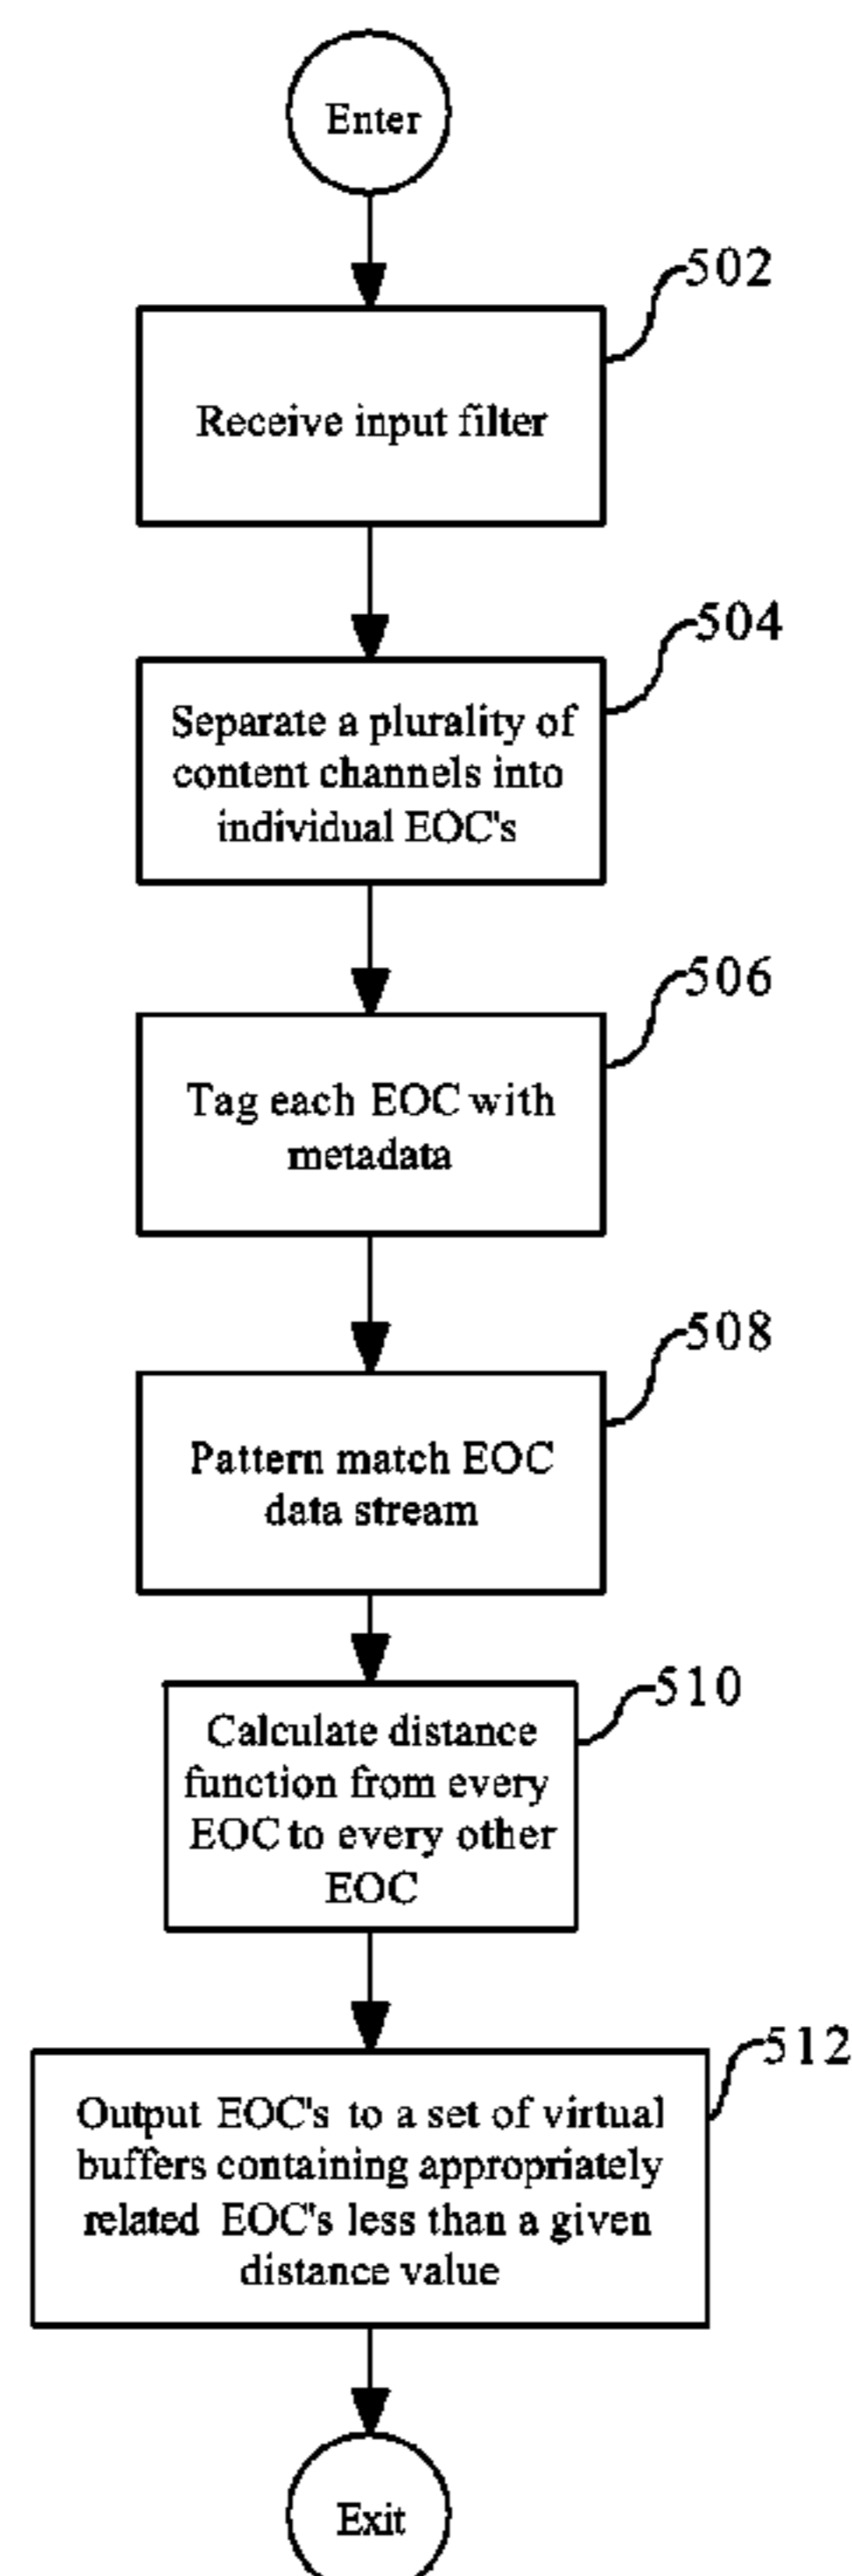 Enter
502
Receive input filter
504
Separate a plurality of
content channels into
individual EOC's
506
Tag each EOC with
metadata
508
Pattern match EOC
data stream
510
Calculate distance
function from every
EOC to every other
EOC
512
Output EOC's to a set of virtual
buffers containing appropriately
related EOC's less than a given
distance value
Exit